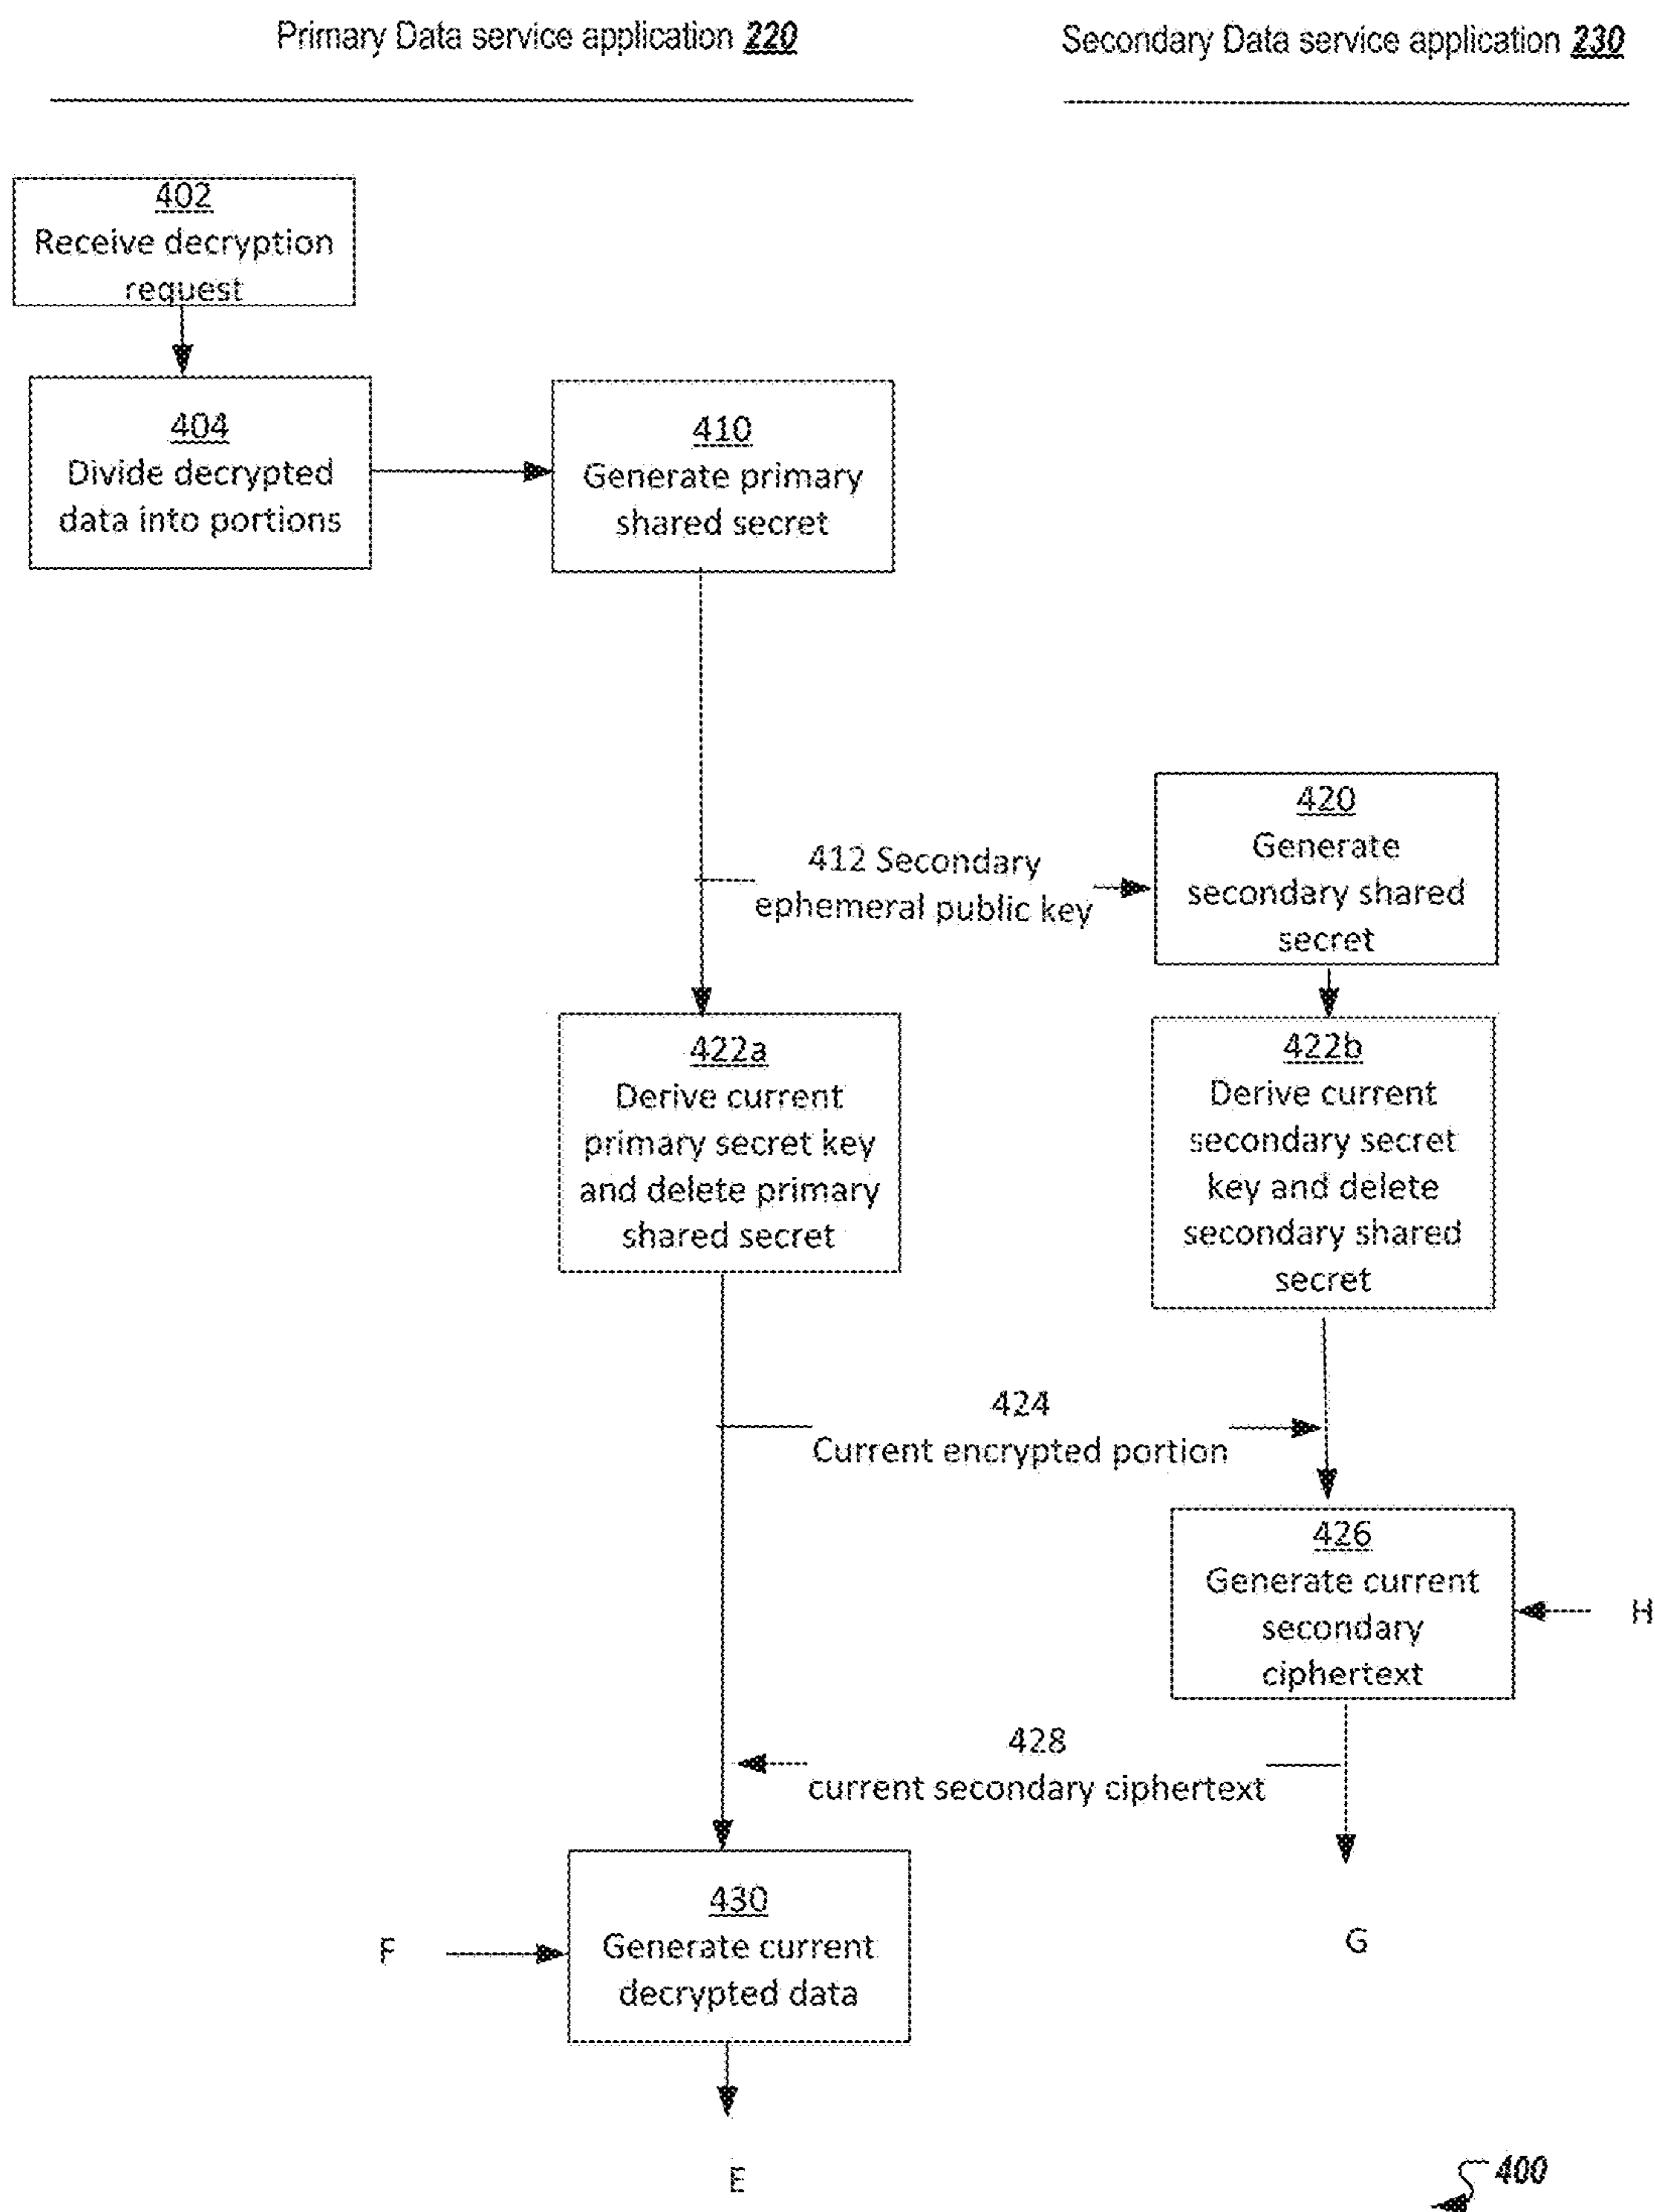 Primary Data service application 220
Secondary Data service application 230
402
Receive decryption
request
404
Divide decrypted
data into portions
410
Generate primary
shared secret
412 Secondary
ephemeral public key
420
Generate
secondary shared
secret
422a
Derive current
primary secret key
and delete primary
shared secret
422b
Derive current
secondary secret
key and delete
secondary shared
secret
424
Current encrypted portion
426
Generate current
secondary
ciphertext
H
428
current secondary ciphertext
430
Generate current
decrypted data
F
G
E
400